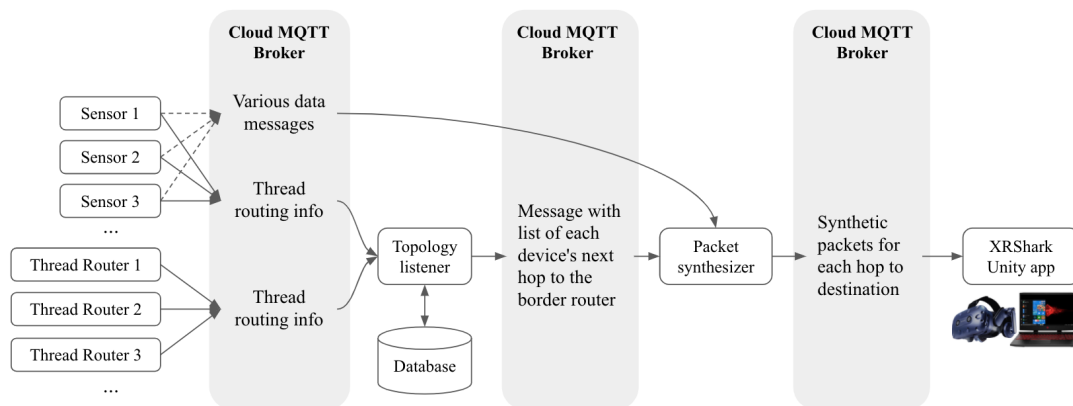 Cloud MQTT
Broker
Cloud MQTT
Broker
Cloud MQTT
Broker
Sensor 1
Sensor 2
Sensor 3
...
Thread Router 1
Thread Router 2
Thread Router 3
...
Various data
messages
Thread
routing info
Thread
routing info
Topology
listener
Database
Message with
list of each
device's next
hop to the
border router
Packet
synthesizer
Synthetic
packets for
each hop to
destination
XRShark
Unity app